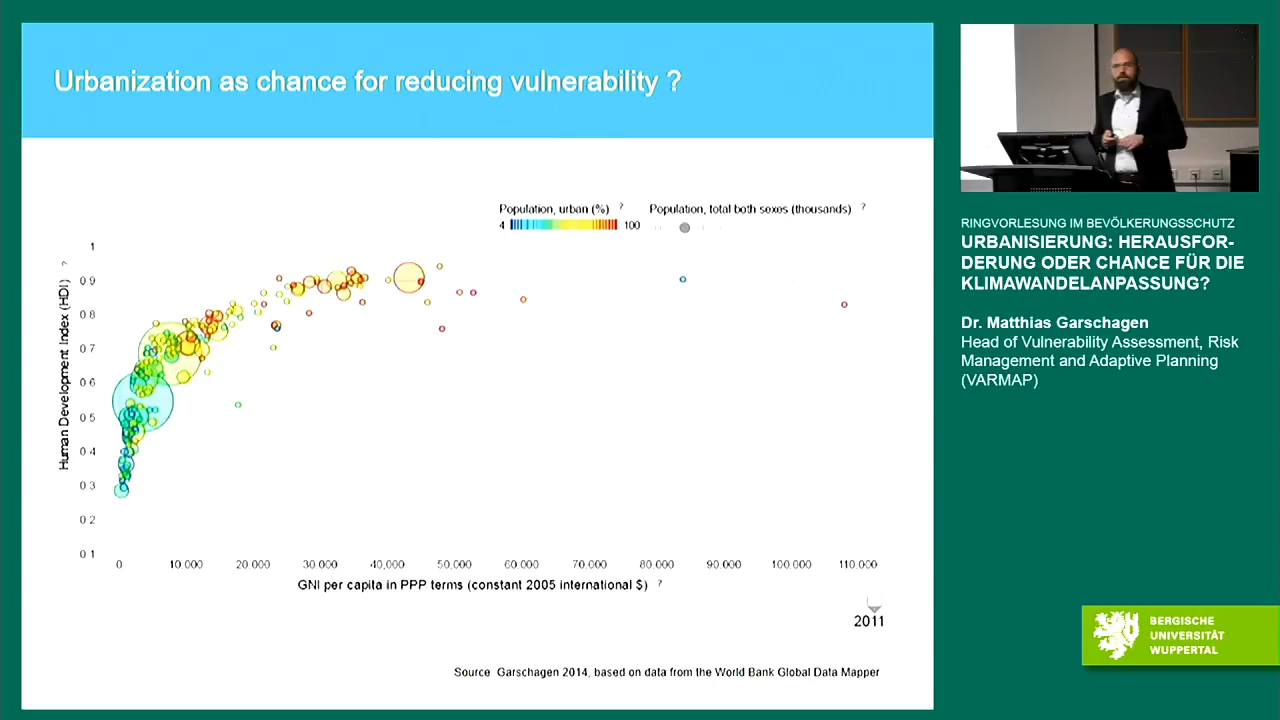 Urbanization as chance for reducing vulnerability ?
Population, urban (%) ?
4 100
Population, total both sexes (thousands) ?
Human Development Index (HDI) ?
1
0 9
0 8
0 7
0 6
0 5
0 4
0 3
0 2
0 1
0 10.000 20.000 30.000 40,000 50.000 60.000 70.000 80.000 90.000 100.000 110,000
GNI per capita in PPP terms (constant 2005 international $) ?
2011
Source Garschagen 2014, based on data from the World Bank Global Data Mapper
RINGVORLESUNG IM BEVÖLKERUNGSSCHUTZ
URBANISIERUNG: HERAUSFOR-
DERUNG ODER CHANCE FÜR DIE
KLIMAWANDELANPASSUNG?
Dr. Matthias Garschagen
Head of Vulnerability Assessment, Risk
Management and Adaptive Planning
(VARMAP)
BERGISCHE
UNIVERSITÄT
WUPPERTAL